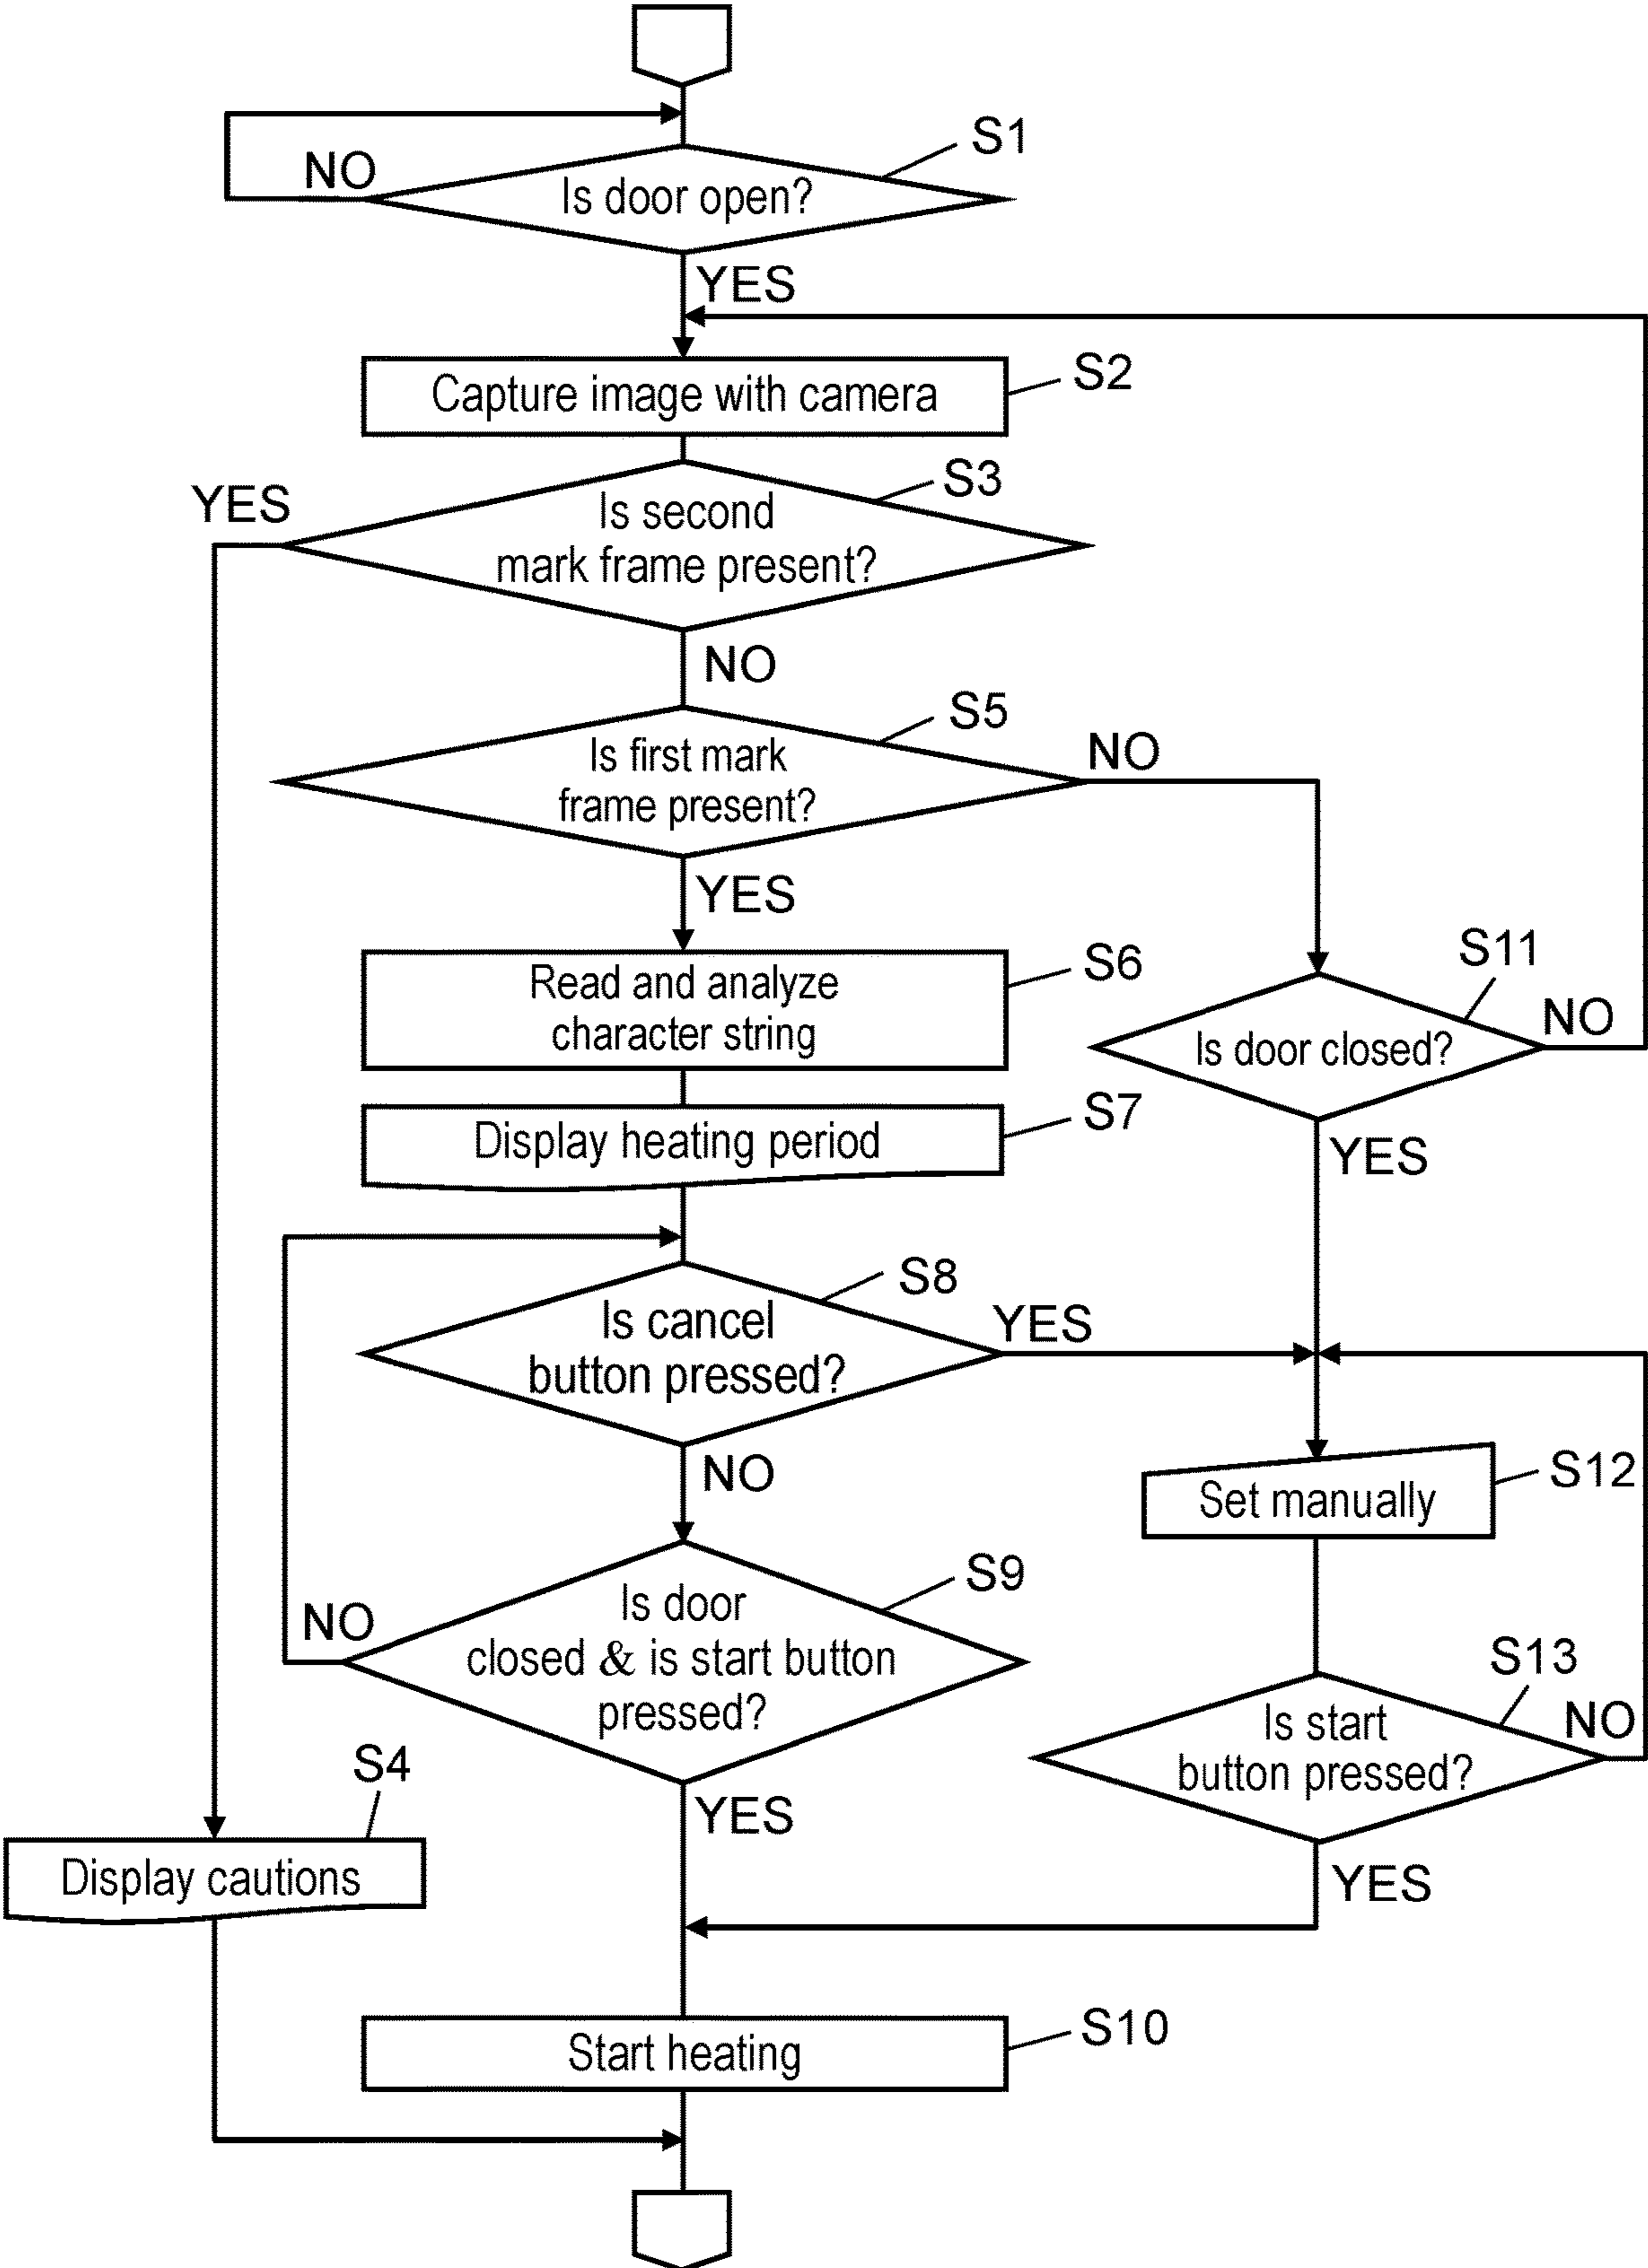 S1
NO
Is door open?
YES
S2
Capture image with camera
S3
YES
Is second
mark frame present?
NO
S5
Is first mark
frame present?
NO
YES
S6
Read and analyze
character string
S11
Is door closed?
NO
S7
Display heating period
YES
S8
Is cancel
button pressed?
YES
NO
S12
Set manually
S9
Is door
closed & is start button
pressed?
NO
S13
Is start
button pressed?
NO
S4
Display cautions
YES
YES
S10
Start heating